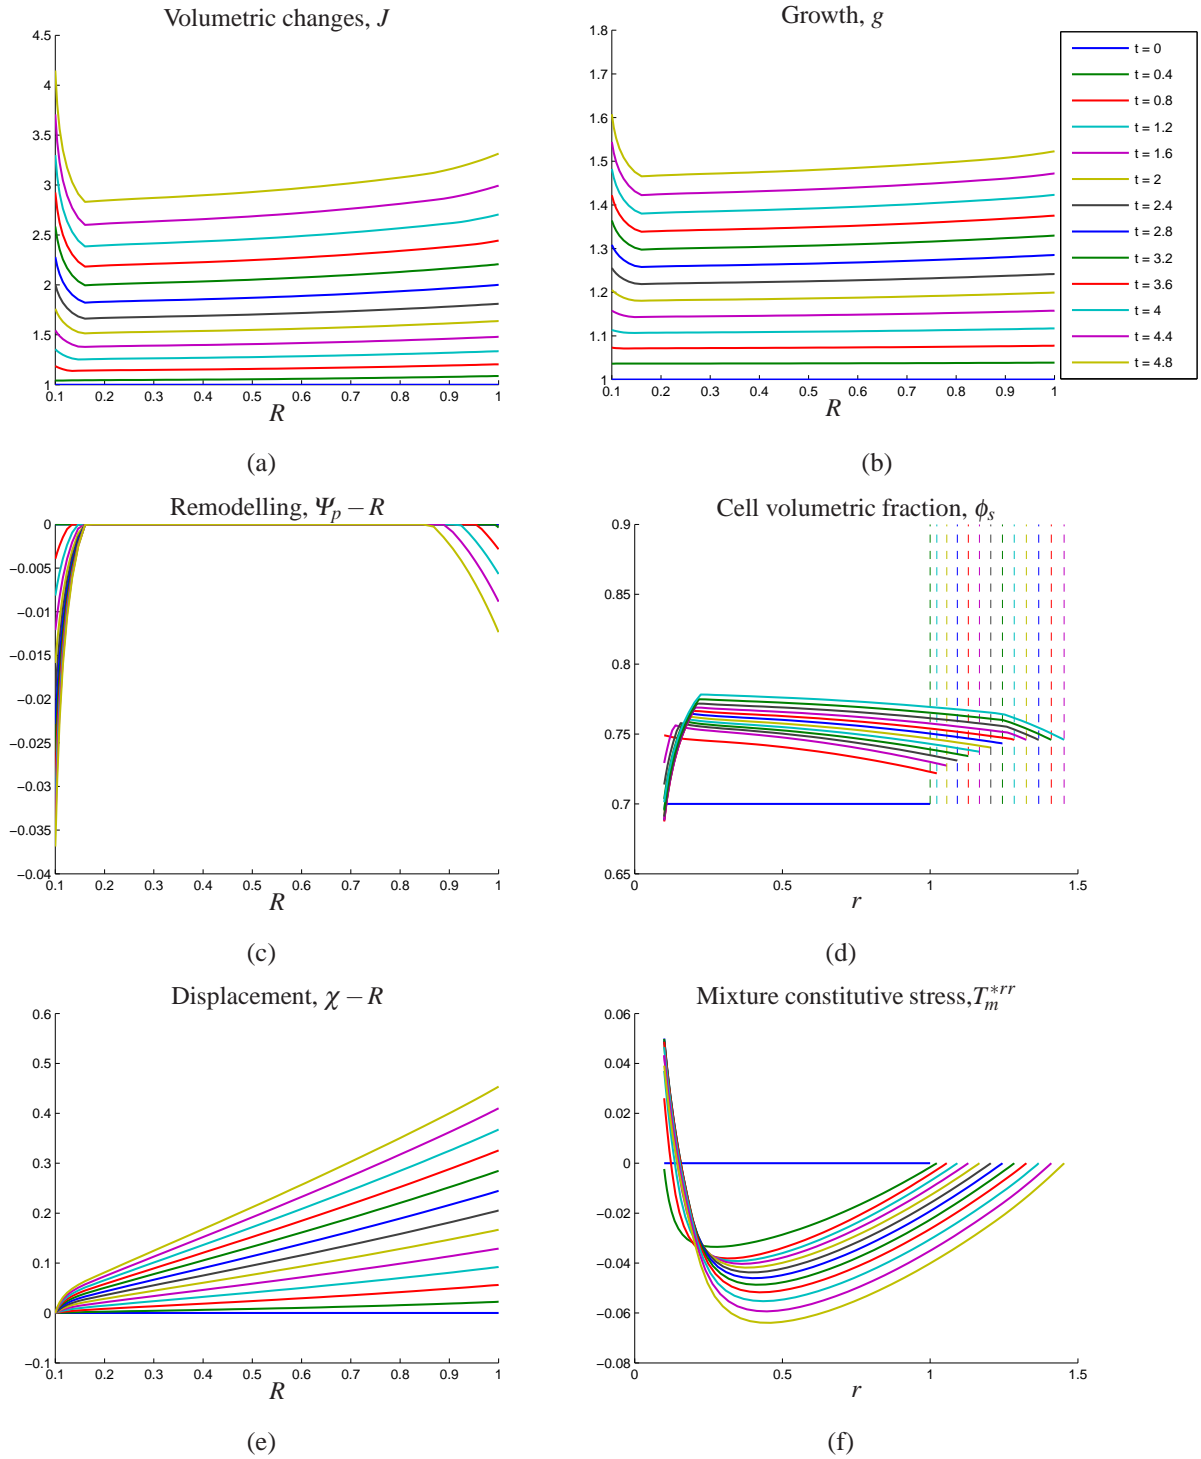 Volumetric changes, J
4.5
4
3.5
3
2.5
2
1.5
1
0.1 0.2 0.3 0.4 0.5 0.6 0.7 0.8 0.9 1
R
(a)
Growth, g
1.8
1.7
1.6
1.5
1.4
1.3
1.2
1.1
1
0.1 0.2 0.3 0.4 0.5 0.6 0.7 0.8 0.9 1
R
(b)
t = 0
t = 0.4
t = 0.8
t = 1.2
t = 1.6
t = 2
t = 2.4
t = 2.8
t = 3.2
t = 3.6
t = 4
t = 4.4
t = 4.8
Remodelling, Ψ_p − R
0
−0.005
−0.01
−0.015
−0.02
−0.025
−0.03
−0.035
−0.04
0.1 0.2 0.3 0.4 0.5 0.6 0.7 0.8 0.9 1
R
(c)
Cell volumetric fraction, ϕ_s
0.9
0.85
0.8
0.75
0.7
0.65
0 0.5 1 1.5
r
(d)
Displacement, χ − R
0.6
0.5
0.4
0.3
0.2
0.1
0
−0.1
0.1 0.2 0.3 0.4 0.5 0.6 0.7 0.8 0.9 1
R
(e)
Mixture constitutive stress,T_m^{*rr}
0.06
0.04
0.02
0
−0.02
−0.04
−0.06
−0.08
0 0.5 1 1.5
r
(f)